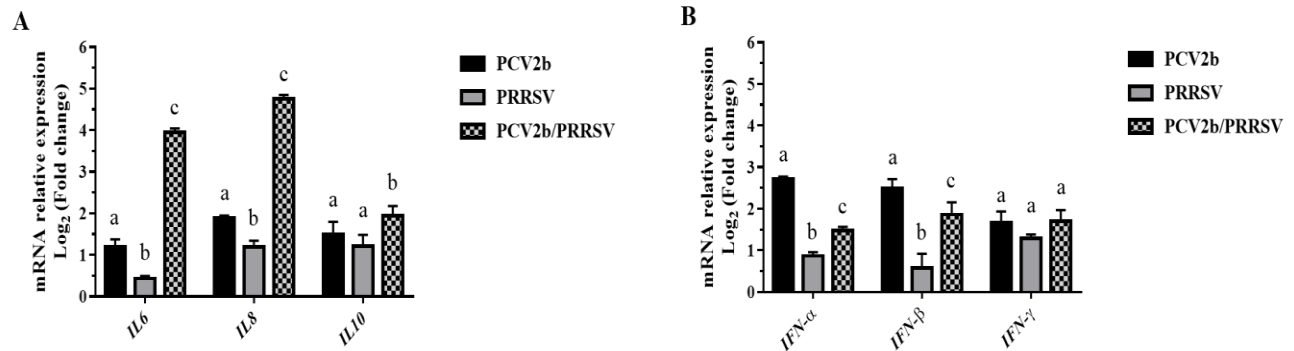 A
mRNA relative expression
Log₂ (Fold change)
6
5
4
3
2
1
0
a
b
c
a
b
c
a
a
b
IL6
IL8
IL10
PCV2b
PRRSV
PCV2b/PRRSV
B
mRNA relative expression
Log₂ (Fold change)
6
5
4
3
2
1
0
a
b
c
a
b
c
a
a
a
IFN-α
IFN-β
IFN-γ
PCV2b
PRRSV
PCV2b/PRRSV